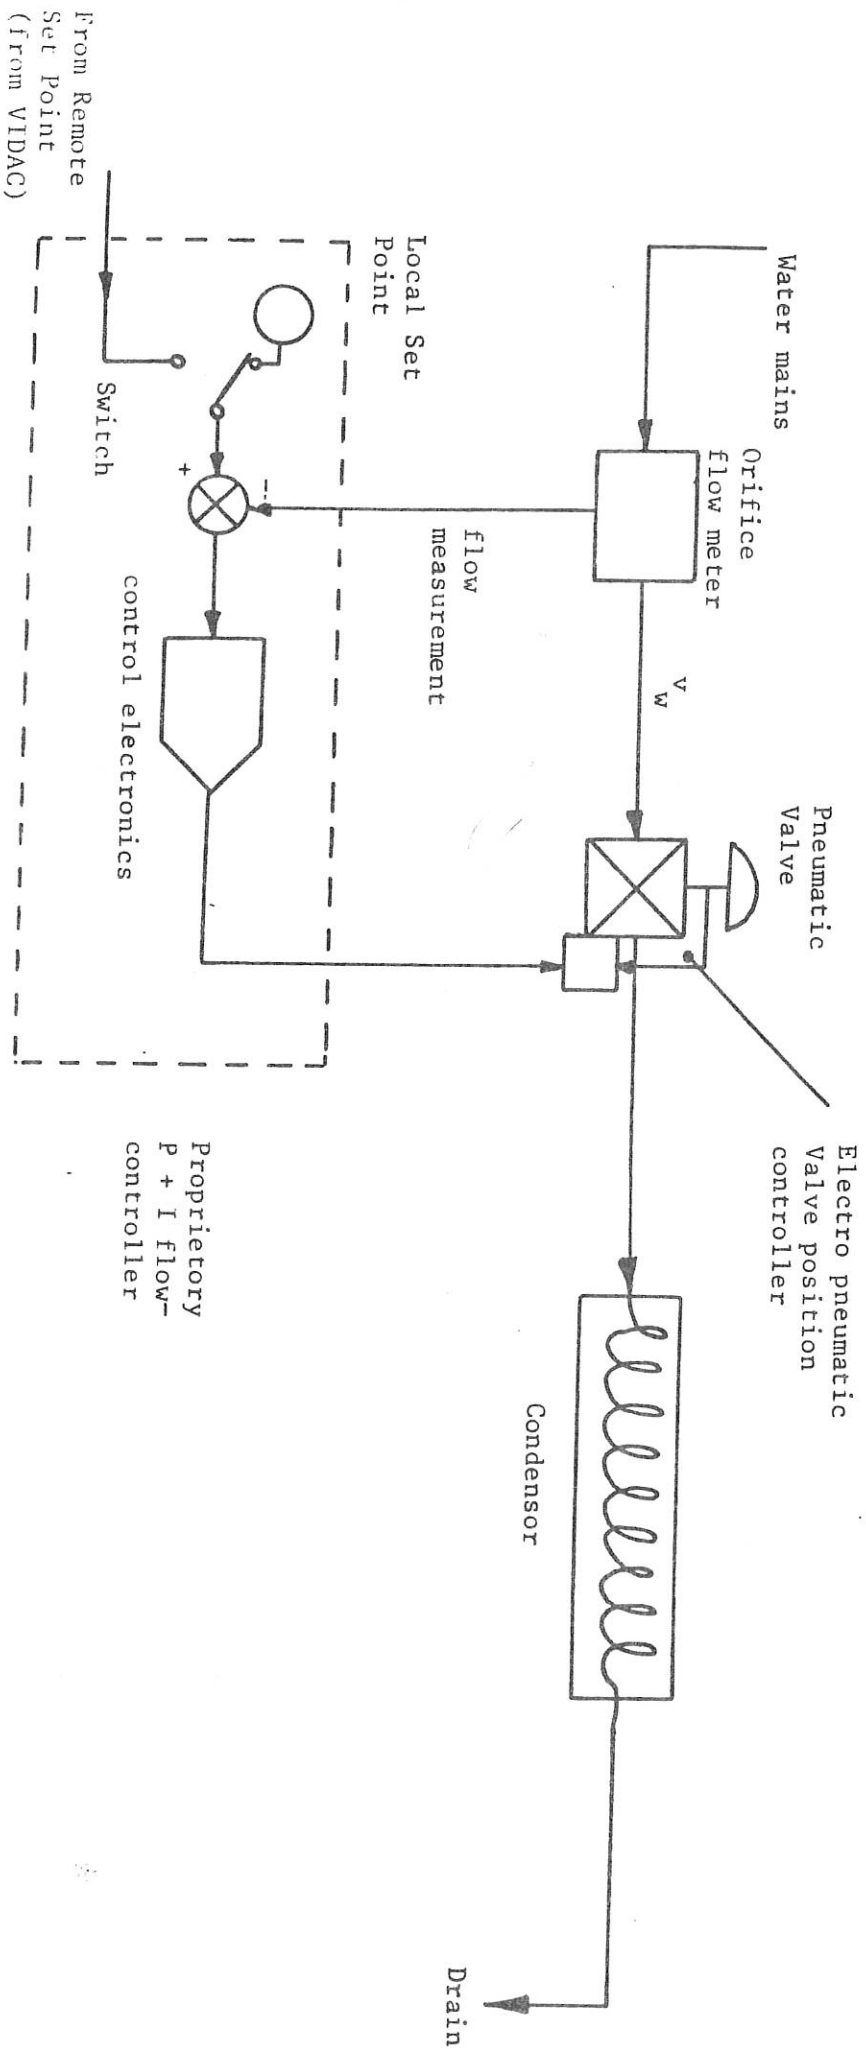 Water mains
Orifice
flow meter
v
w
Pneumatic
Valve
Electro pneumatic
Valve position
controller
flow
measurement
Condensor
Drain
Local Set
Point
From Remote
Set Point
(from VIDAC)
Switch
+
-
control electronics
Proprietory
P + I flow-
controller